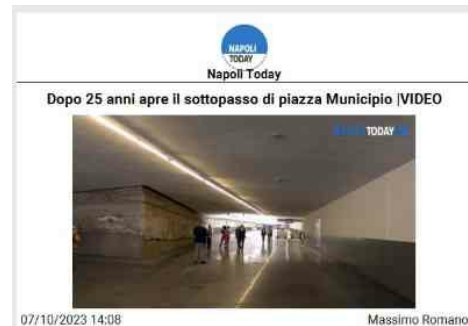 NAPOLI
TODAY
Napoli Today
Dopo 25 anni apre il sottopasso di piazza Municipio |VIDEO
TODAY
07/10/2023 14:08
Massimo Romano